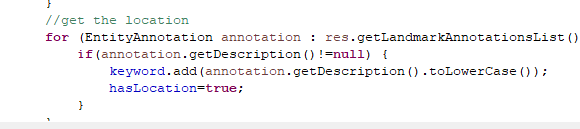 }
//get the location
for (EntityAnnotation annotation : res.getLandmarkAnnotationsList()
if(annotation.getDescription()!=null) {
keyword.add(annotation.getDescription().toLowerCase());
hasLocation=true;
}